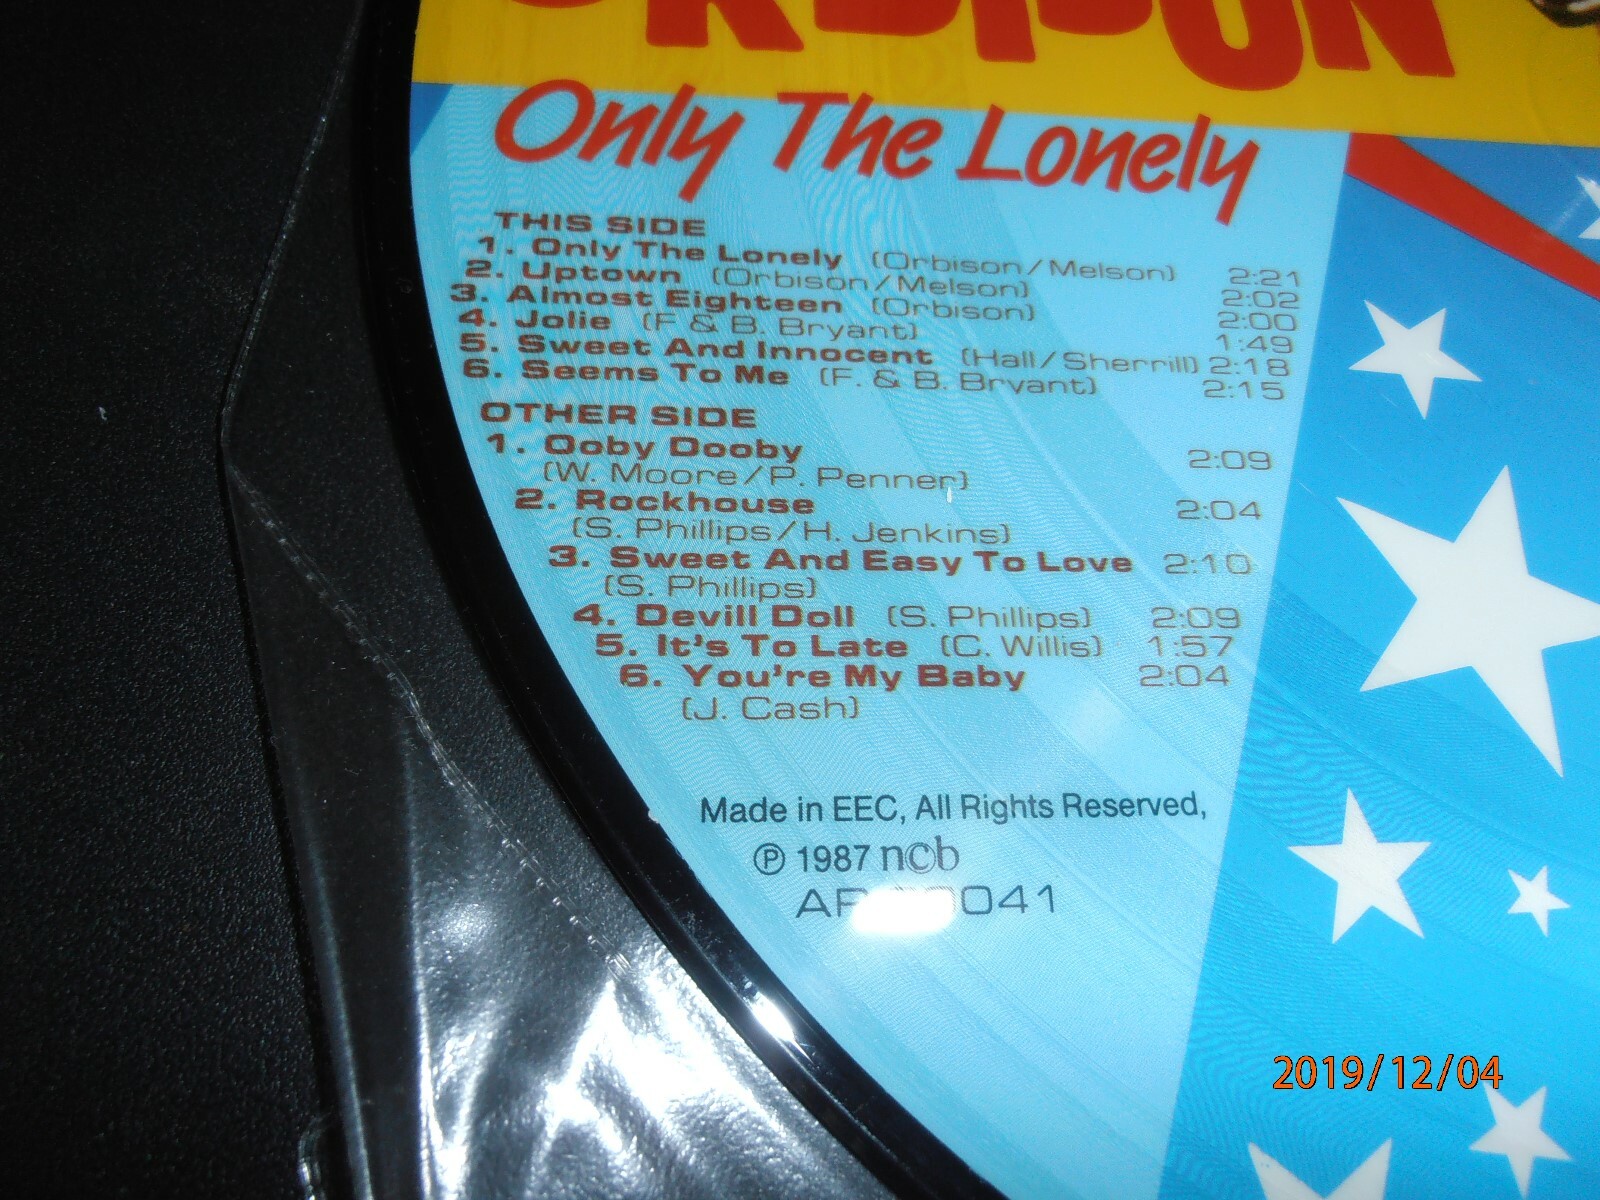 ORBISON
Only The Lonely
THIS SIDE
1. Only The Lonely (Orbison/Melson) 2:21
2. Uptown (Orbison/Melson) 2:02
3. Almost Eighteen (Orbison) 2:00
4. Jolie (F & B. Bryant) 1:49
5. Sweet And Innocent (Hall/Sherrill) 2:18
6. Seems To Me (F. & B. Bryant) 2:15
OTHER SIDE
1. Ooby Dooby 2:09
(W. Moore/P. Penner)
2. Rockhouse 2:04
(S. Phillips/H. Jenkins)
3. Sweet And Easy To Love 2:10
(S. Phillips)
4. Devill Doll (S. Phillips) 2:09
5. It's To Late (C. Willis) 1:57
6. You're My Baby 2:04
(J. Cash)
Made in EEC, All Rights Reserved,
℗ 1987 ncb
2019/12/04